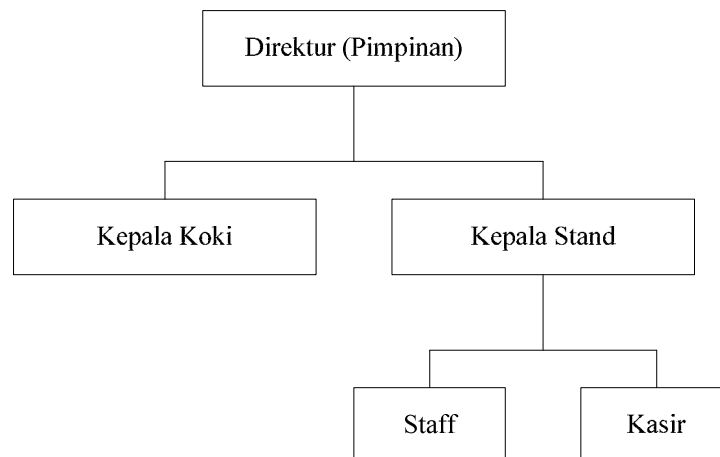 Direktur (Pimpinan)
Kepala Koki
Kepala Stand
Staff
Kasir